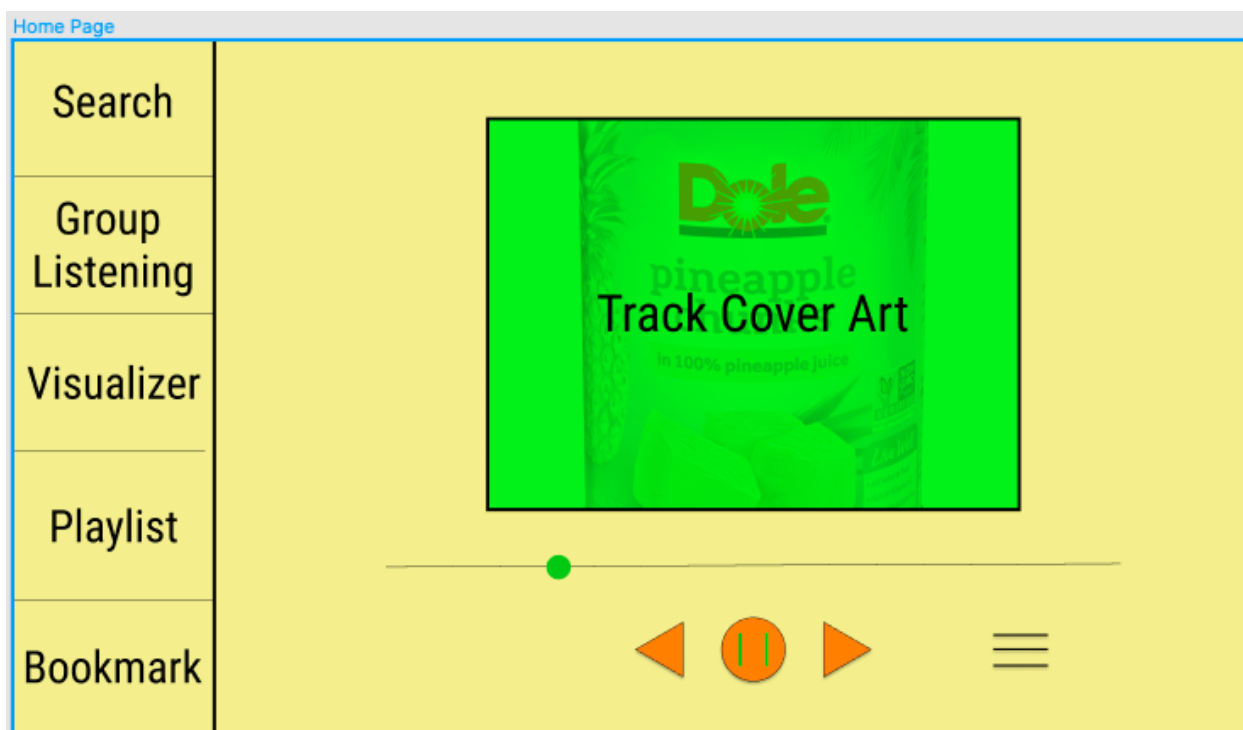 Home Page
Search
Group
Listening
Visualizer
Playlist
Bookmark
Dole
pineapple
Track Cover Art
in 100% pineapple juice